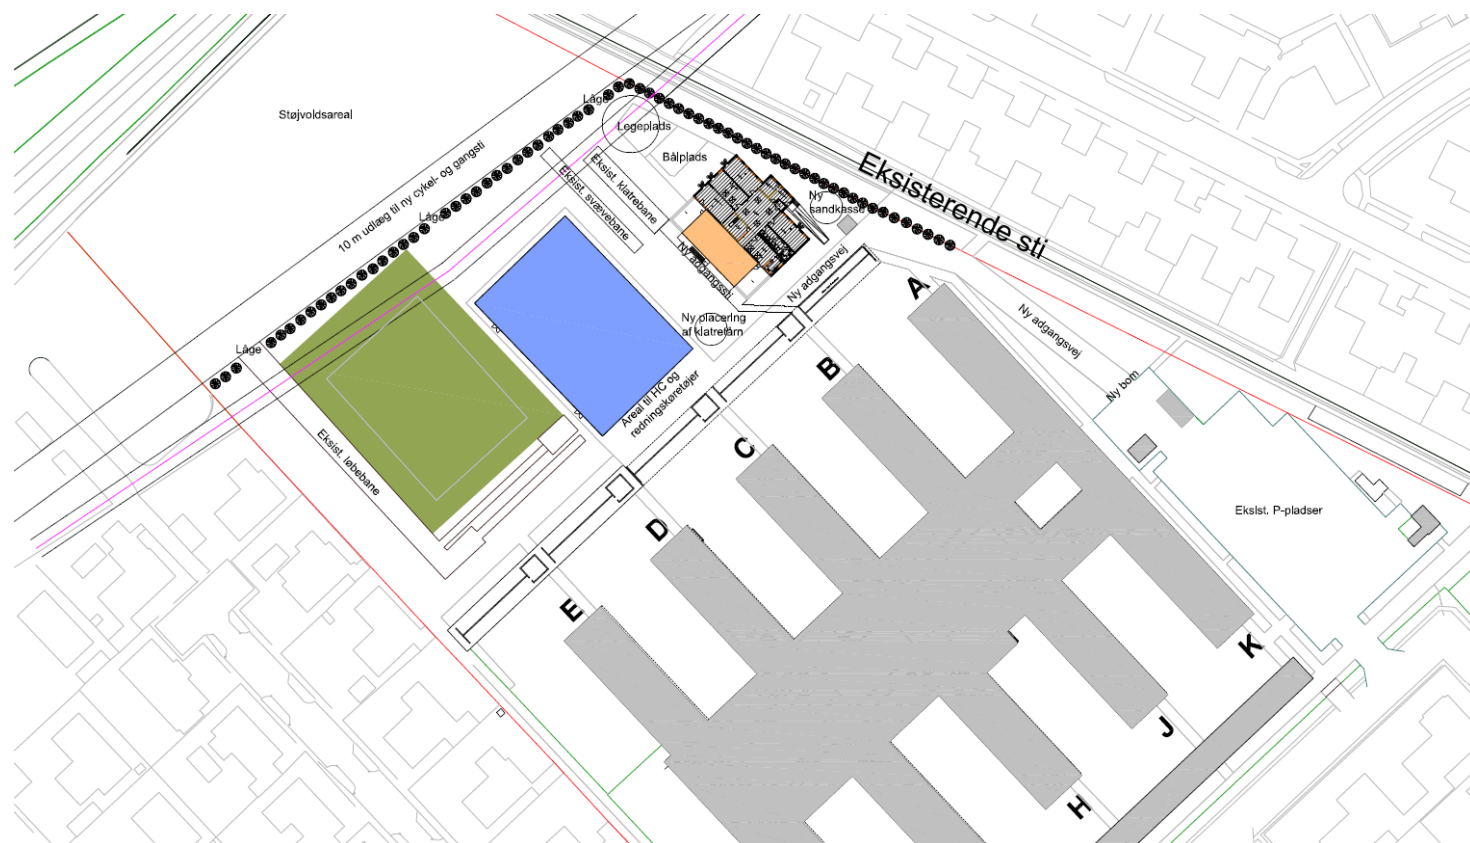 Støjvoldsareal
Låge
Legeplads
Bålplads
Eksisterende sti
10 m udlæg til ny cykel- og gangsti
Eksist. klatrebane
Eksist. svævebane
Ny
sandkasse
Låge
Ny adgangssti
Ny adgangsvej
Ny placering
af klatretårn
Ny adgangsvej
Låge
A
B
Ny bom
Areal til HC og
redningskøretøjer
Eksist. løbebane
C
Eksist. P-pladser
D
E
K
J
H